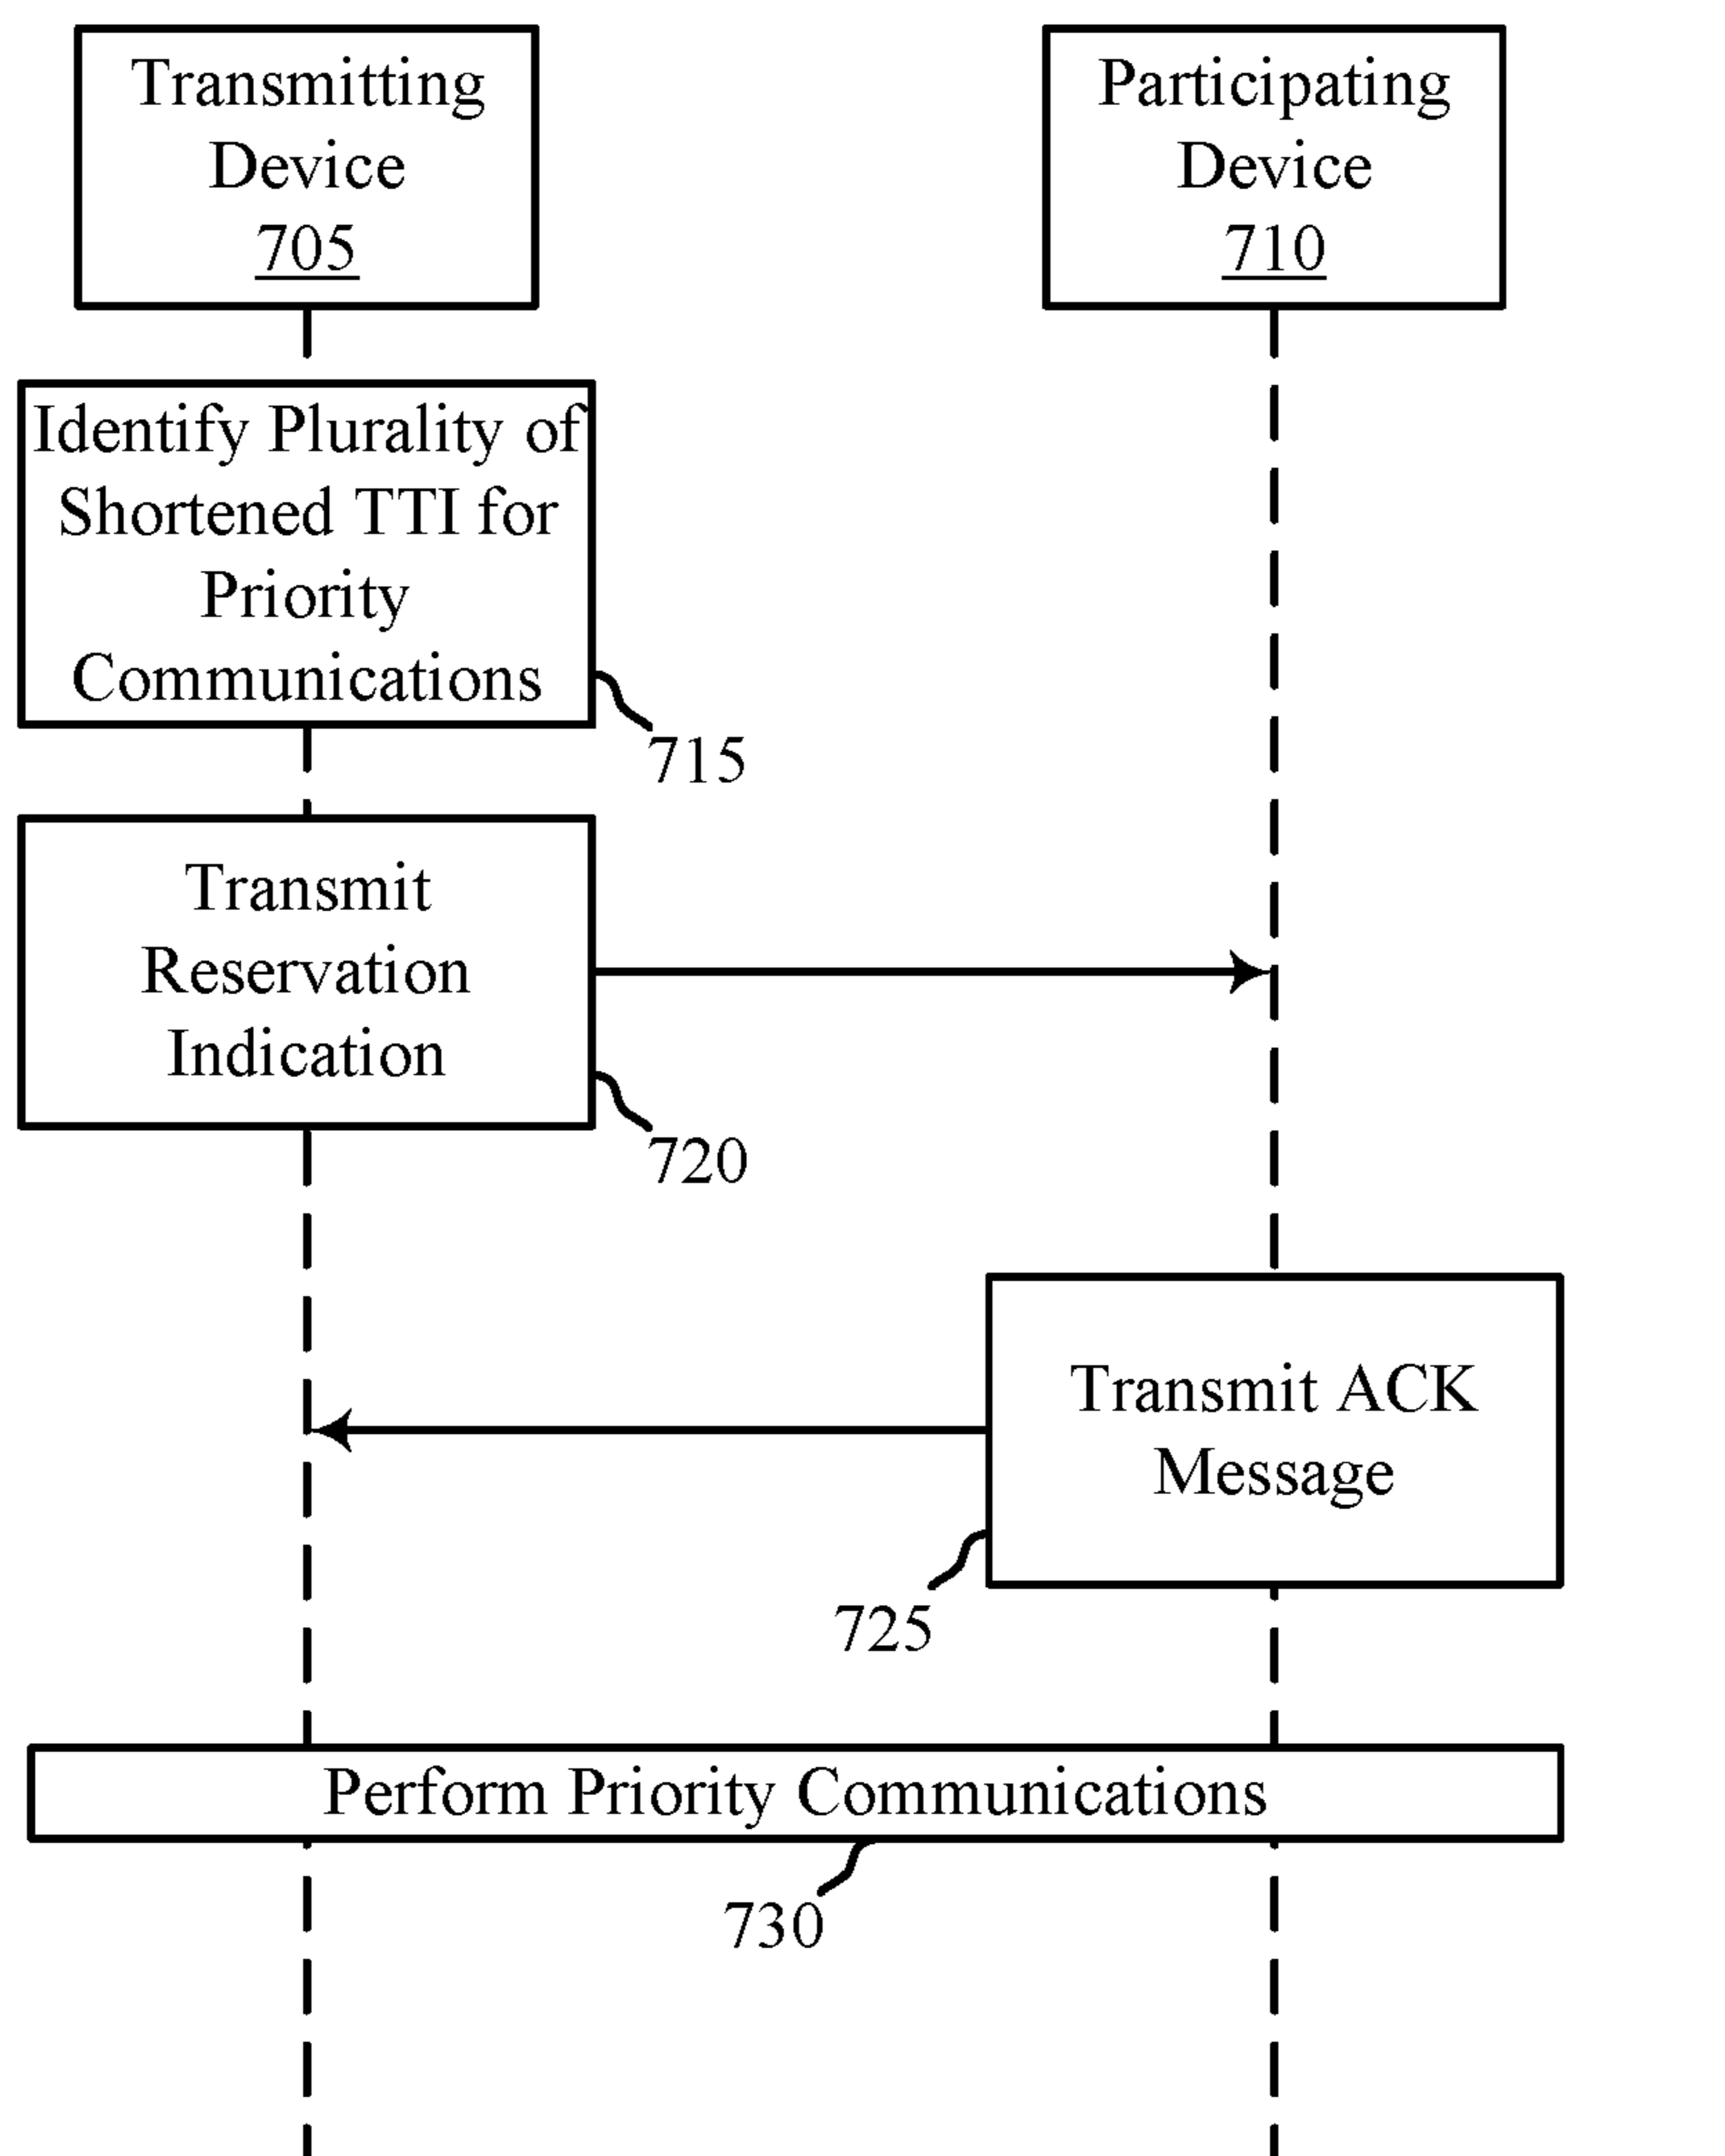 Transmitting
Device
705
Participating
Device
710
Identify Plurality of
Shortened TTI for
Priority
Communications
715
Transmit
Reservation
Indication
720
Transmit ACK
Message
725
Perform Priority Communications
730